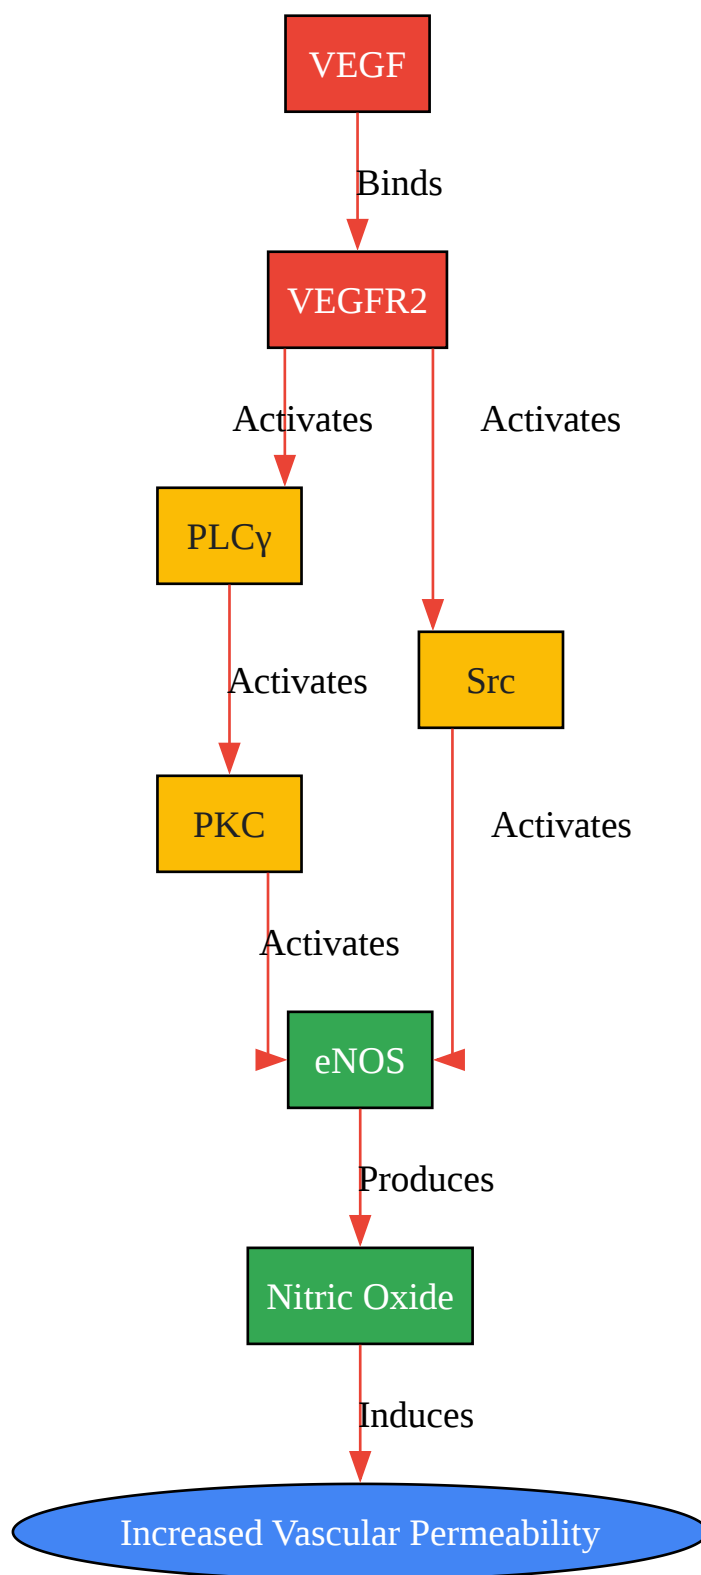 VEGF
Binds
VEGFR2
Activates
Activates
PLCγ
Activates
Src
PKC
Activates
Activates
eNOS
Produces
Nitric Oxide
Induces
Increased Vascular Permeability